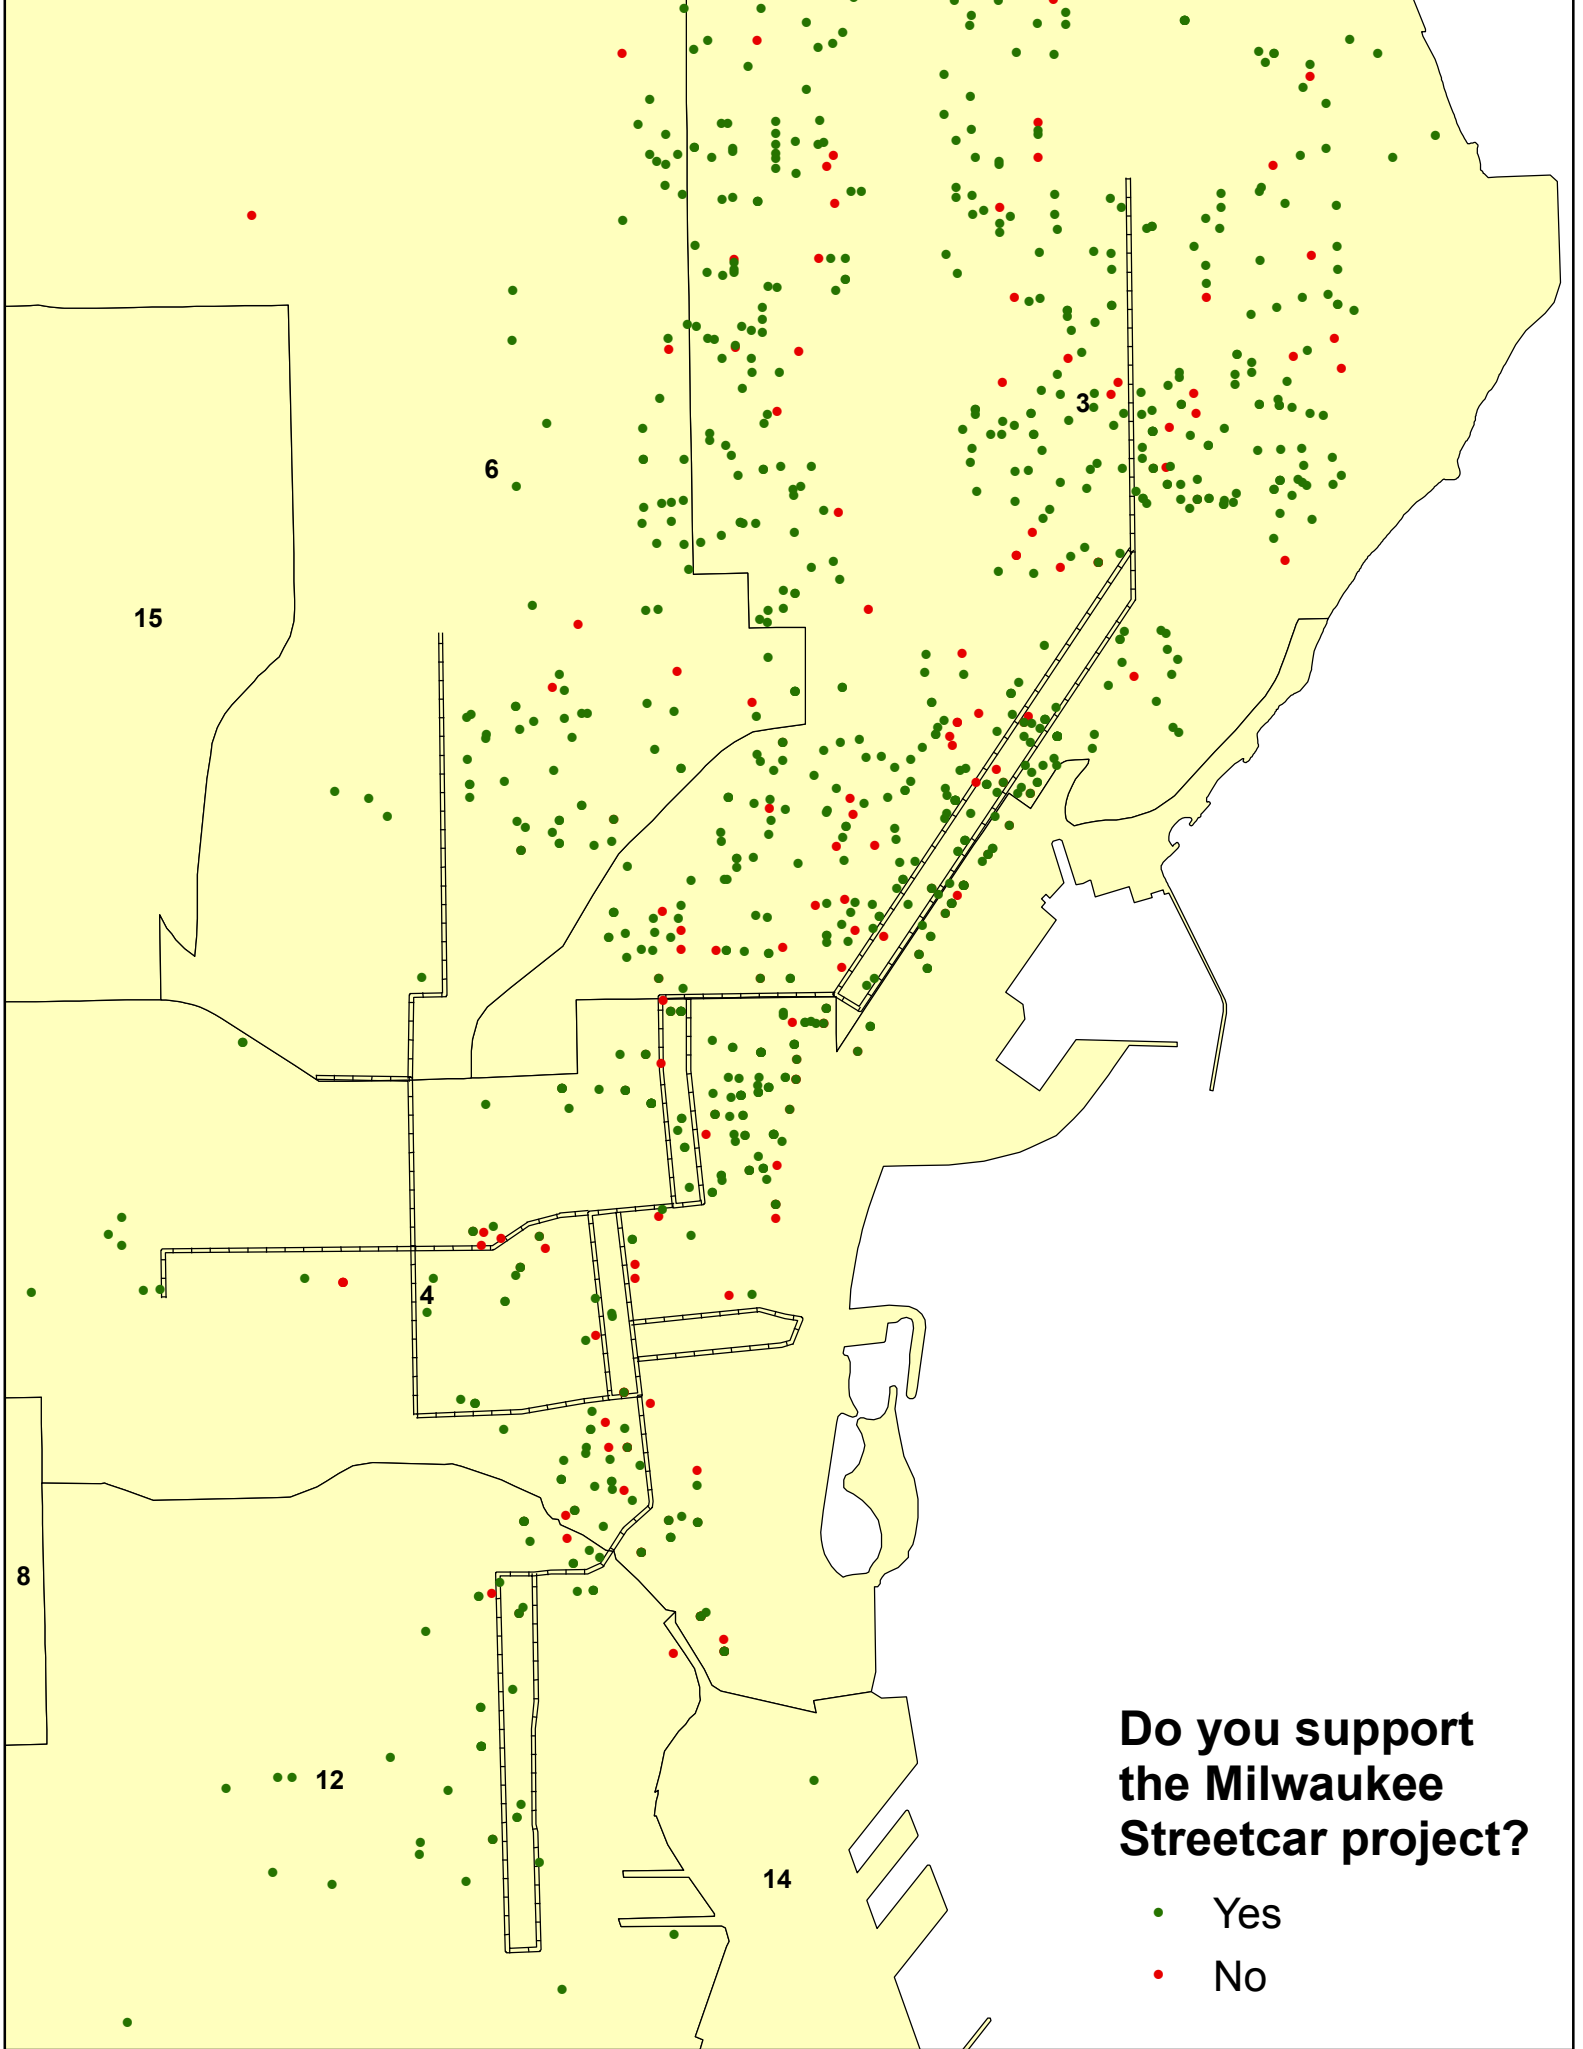 3
6
15
4
8
12
14
Do you support
the Milwaukee
Streetcar project?
Yes
No